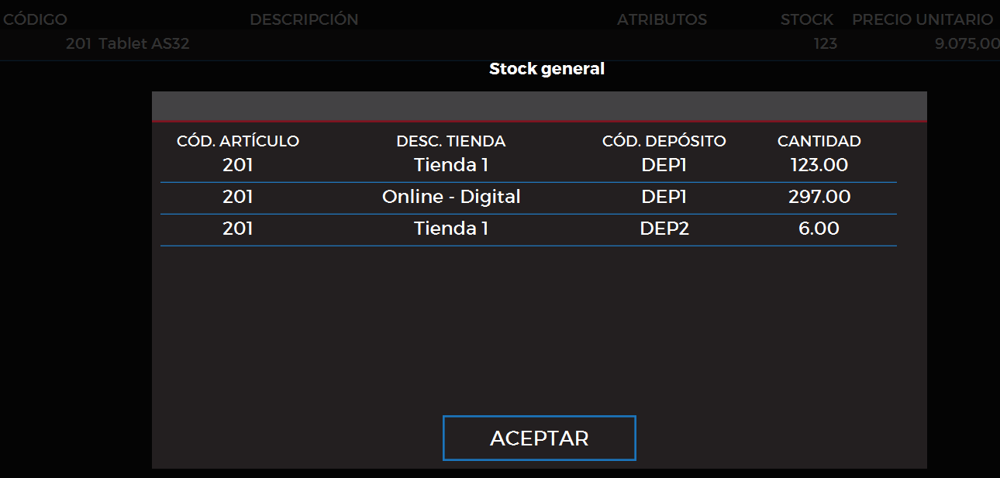 CÓDIGO DESCRIPCIÓN ATRIBUTOS STOCK PRECIO UNITARIO
201 Tablet AS32 123 9.075,00
Stock general
CÓD. ARTÍCULO DESC. TIENDA CÓD. DEPÓSITO CANTIDAD
201 Tienda 1 DEP1 123.00
201 Online - Digital DEP1 297.00
201 Tienda 1 DEP2 6.00
ACEPTAR